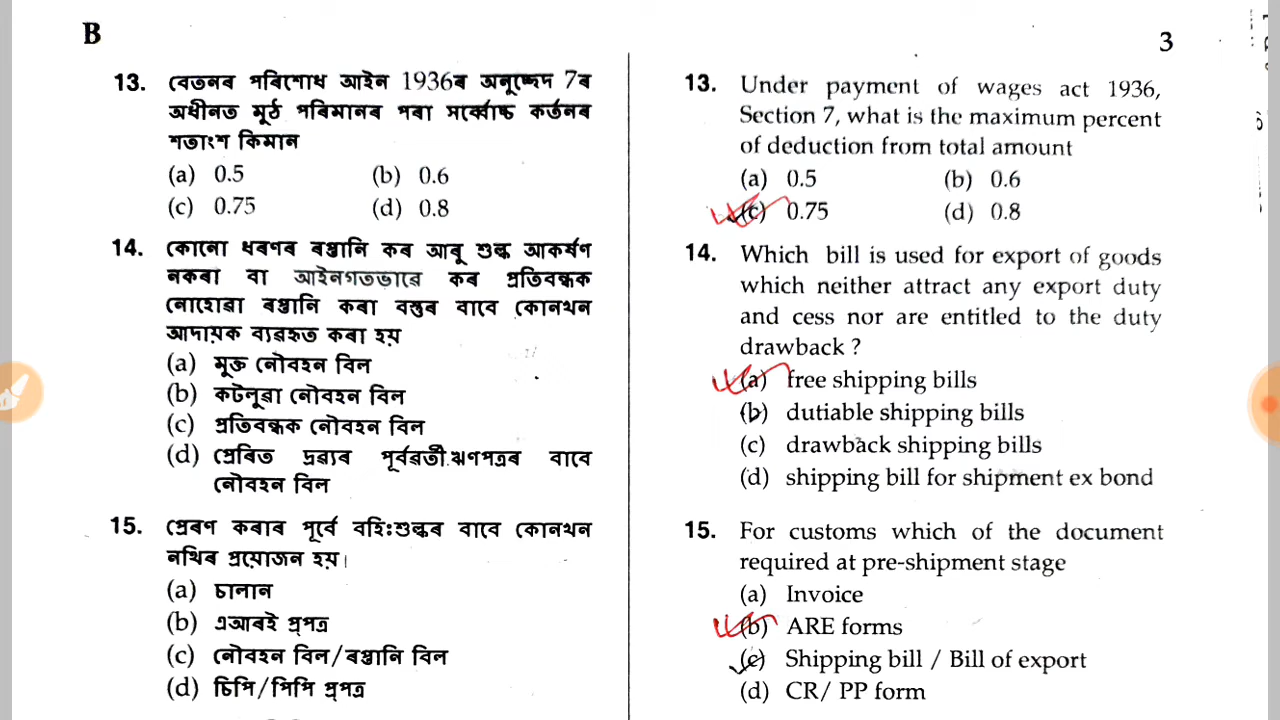 B
3
13. বেতনৰ পৰিশোধ আইন 1936ৰ অনুচ্ছেদ 7ৰ
অধীনত মুঠ পৰিমানৰ পৰা সৰ্ব্বোচ্চ কৰ্তনৰ
শতাংশ কিমান
(a) 0.5 (b) 0.6
(c) 0.75 (d) 0.8
14. কোনো ধৰণৰ ৰপ্তানি কৰ আৰু শুল্ক আকৰ্ষণ
নকৰা বা আইনগতভাৱে কৰ প্ৰতিবন্ধক
নোহোৱা ৰপ্তানি কৰা বস্তুৰ বাবে কোনখন
আদায়ক ব্যৱহৃত কৰা হয়
(a) মুক্ত নৌবহন বিল
(b) কটলুৱা নৌবহন বিল
(c) প্ৰতিবন্ধক নৌবহন বিল
(d) প্ৰেৰিত দ্ৰব্যৰ পূৰ্বৱৰ্তী ঋণপত্ৰৰ বাবে
নৌবহন বিল
15. প্ৰেৰণ কৰাৰ পূৰ্বে বহিঃশুল্কৰ বাবে কোনখন
নথিৰ প্ৰয়োজন হয়।
(a) চালান
(b) এআৰই প্ৰপত্ৰ
(c) নৌবহন বিল/ৰপ্তানি বিল
(d) চিপি/পিপি প্ৰপত্ৰ
13. Under payment of wages act 1936,
Section 7, what is the maximum percent
of deduction from total amount
(a) 0.5 (b) 0.6
(c) 0.75 (d) 0.8
14. Which bill is used for export of goods
which neither attract any export duty
and cess nor are entitled to the duty
drawback ?
(a) free shipping bills
(b) dutiable shipping bills
(c) drawback shipping bills
(d) shipping bill for shipment ex bond
15. For customs which of the document
required at pre-shipment stage
(a) Invoice
(b) ARE forms
(c) Shipping bill / Bill of export
(d) CR/ PP form